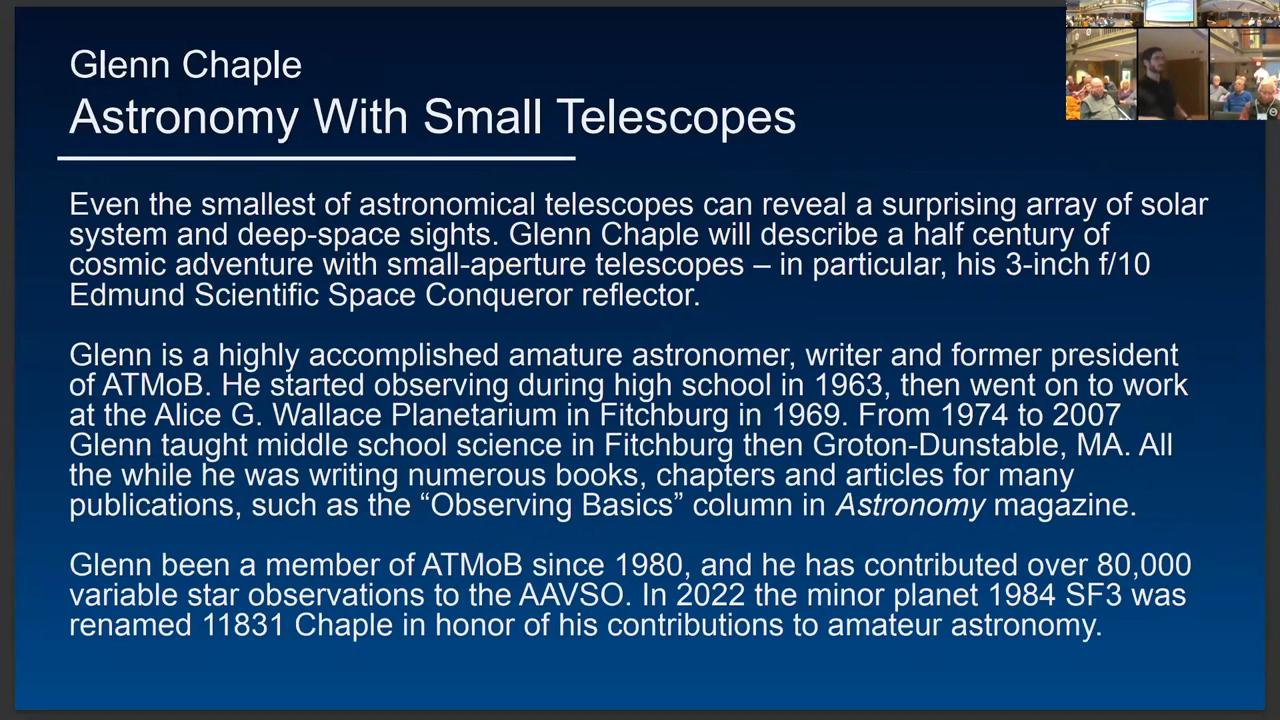 Glenn Chaple
Astronomy With Small Telescopes
Even the smallest of astronomical telescopes can reveal a surprising array of solar
system and deep-space sights. Glenn Chaple will describe a half century of
cosmic adventure with small-aperture telescopes – in particular, his 3-inch f/10
Edmund Scientific Space Conqueror reflector.
Glenn is a highly accomplished amature astronomer, writer and former president
of ATMoB. He started observing during high school in 1963, then went on to work
at the Alice G. Wallace Planetarium in Fitchburg in 1969. From 1974 to 2007
Glenn taught middle school science in Fitchburg then Groton-Dunstable, MA. All
the while he was writing numerous books, chapters and articles for many
publications, such as the “Observing Basics” column in Astronomy magazine.
Glenn been a member of ATMoB since 1980, and he has contributed over 80,000
variable star observations to the AAVSO. In 2022 the minor planet 1984 SF3 was
renamed 11831 Chaple in honor of his contributions to amateur astronomy.